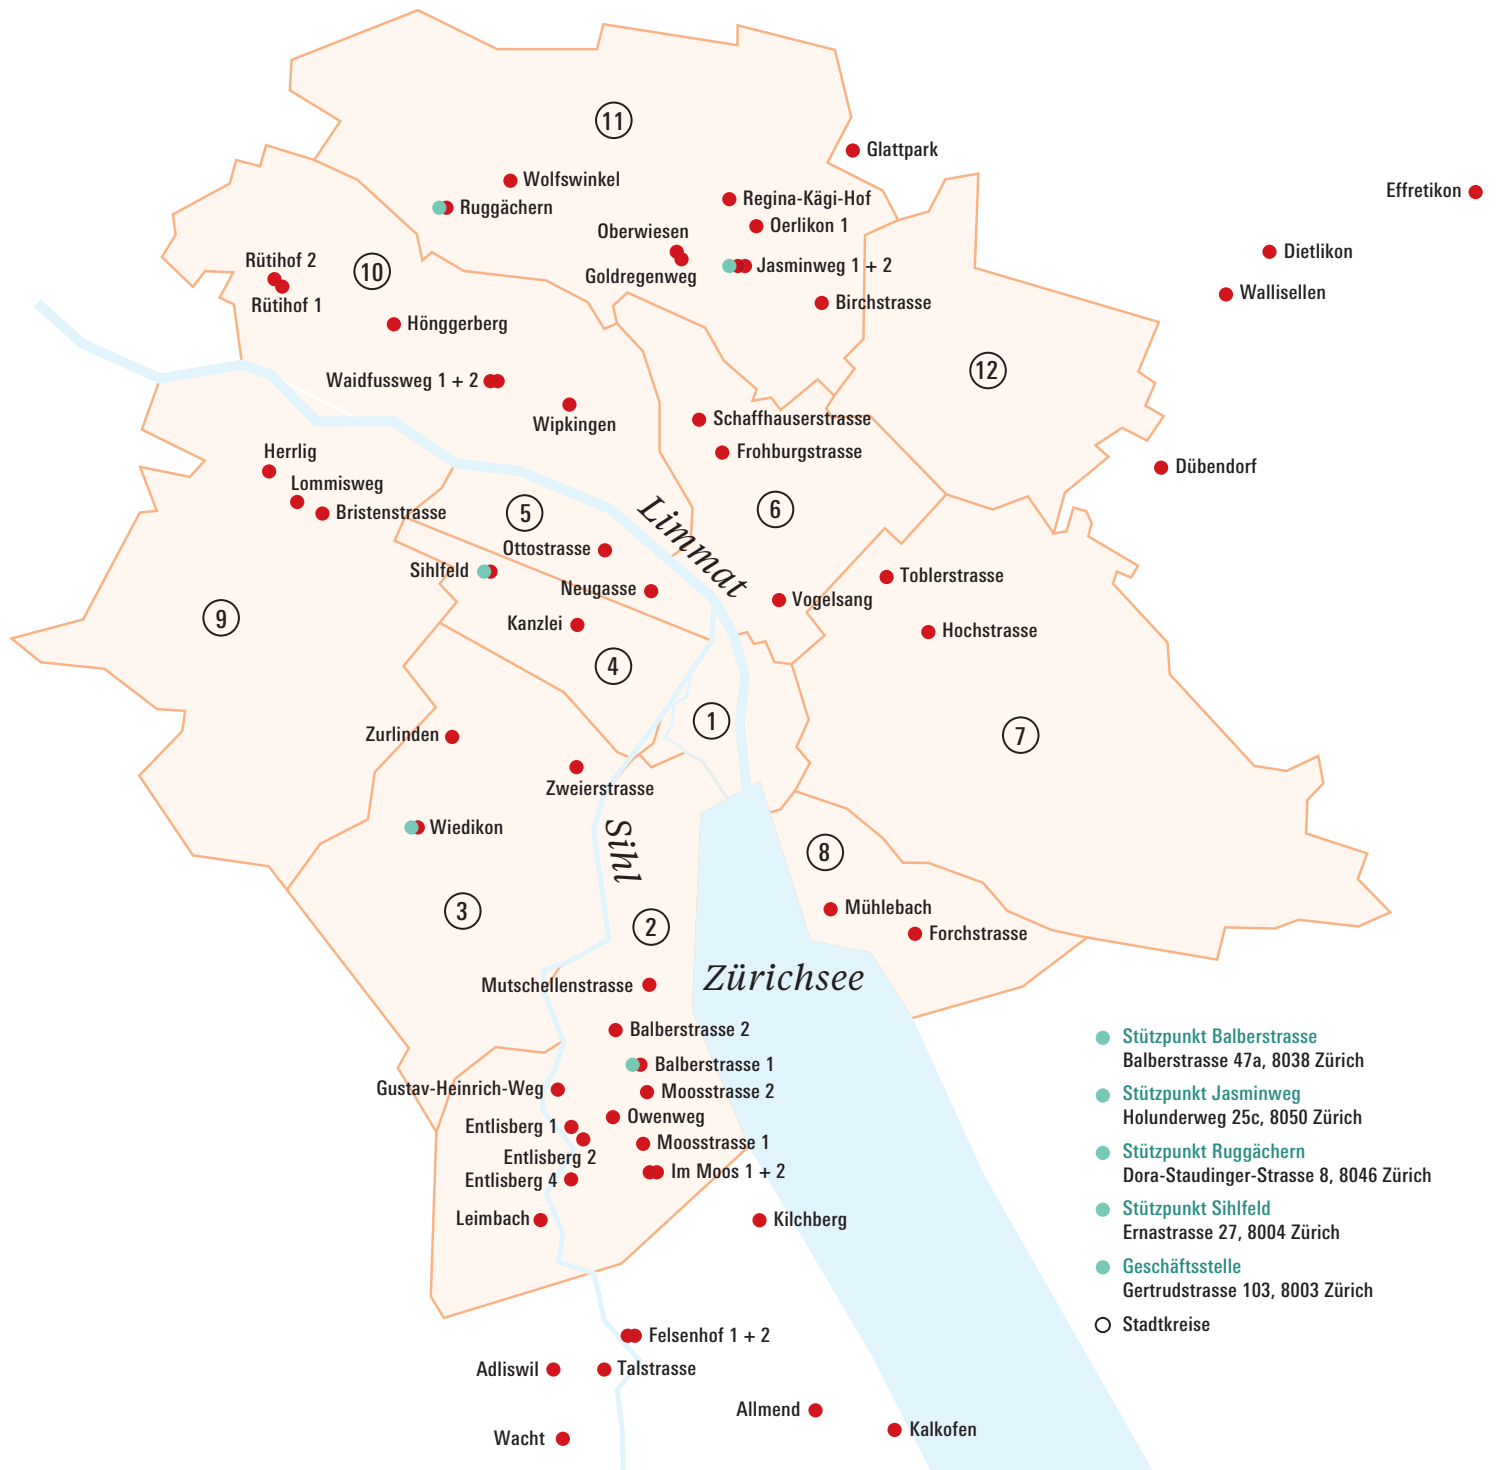 11
Glattpark
Wolfswinkel
Effretikon
Regina-Kägi-Hof
Ruggächern
Oerlikon 1
Oberwiesen
Dietlikon
Rütihof 2
10
Jasminweg 1 + 2
Goldregenweg
Wallisellen
Rütihof 1
Birchstrasse
Hönggerberg
12
Waidfussweg 1 + 2
Schaffhauserstrasse
Wipkingen
Frohburgstrasse
Herrlig
Dübendorf
Lommisweg
Bristenstrasse
5
6
Limmat
Ottostrasse
Sihlfeld
Toblerstrasse
Neugasse
Vogelsang
9
Kanzlei
Hochstrasse
4
1
7
Zurlinden
Zweierstrasse
Wiedikon
Sihl
8
3
Mühlebach
2
Forchstrasse
Zürichsee
Mutschellenstrasse
Balberstrasse 2
Balberstrasse 1
Gustav-Heinrich-Weg
Moosstrasse 2
Owenweg
Entlisberg 1
Moosstrasse 1
Entlisberg 2
Im Moos 1 + 2
Entlisberg 4
Leimbach
Kilchberg
Felsenhof 1 + 2
Adliswil
Talstrasse
Allmend
Kalkofen
Wacht
Stützpunkt Balberstrasse
Balberstrasse 47a, 8038 Zürich
Stützpunkt Jasminweg
Holunderweg 25c, 8050 Zürich
Stützpunkt Ruggächern
Dora-Staudinger-Strasse 8, 8046 Zürich
Stützpunkt Sihlfeld
Ernastrasse 27, 8004 Zürich
Geschäftsstelle
Gertrudstrasse 103, 8003 Zürich
Stadtkreise